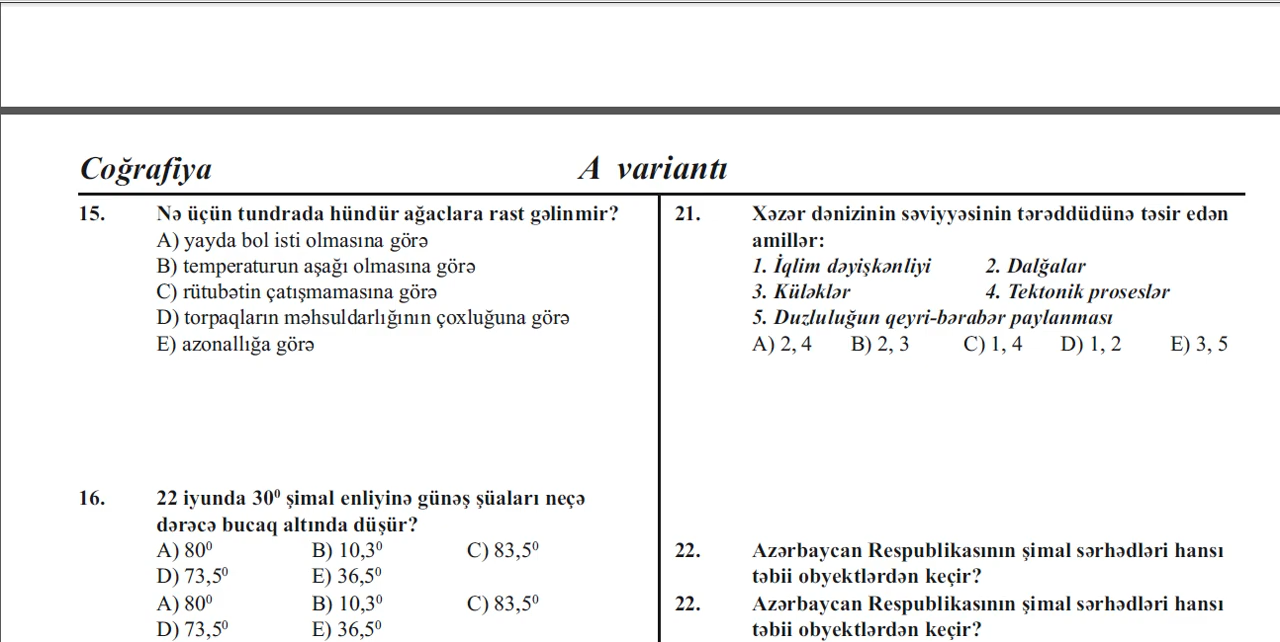 Coğrafiya A variantı
15. Nə üçün tundrada hündür ağaclara rast gəlinmir?
A) yayda bol isti olmasına görə
B) temperaturun aşağı olmasına görə
C) rütubətin çatışmamasına görə
D) torpaqların məhsuldarlığının çoxluğuna görə
E) azonallığa görə
16. 22 iyunda 30⁰ şimal enliyinə günəş şüaları neçə
dərəcə bucaq altında düşür?
A) 80⁰ B) 10,3⁰ C) 83,5⁰
D) 73,5⁰ E) 36,5⁰
A) 80⁰ B) 10,3⁰ C) 83,5⁰
D) 73,5⁰ E) 36,5⁰
21. Xəzər dənizinin səviyyəsinin tərəddüdünə təsir edən
amillər:
1. İqlim dəyişkənliyi 2. Dalğalar
3. Küləklər 4. Tektonik proseslər
5. Duzluluğun qeyri-bərabər paylanması
A) 2, 4 B) 2, 3 C) 1, 4 D) 1, 2 E) 3, 5
22. Azərbaycan Respublikasının şimal sərhədləri hansı
təbii obyektlərdən keçir?
22. Azərbaycan Respublikasının şimal sərhədləri hansı
təbii obyektlərdən keçir?